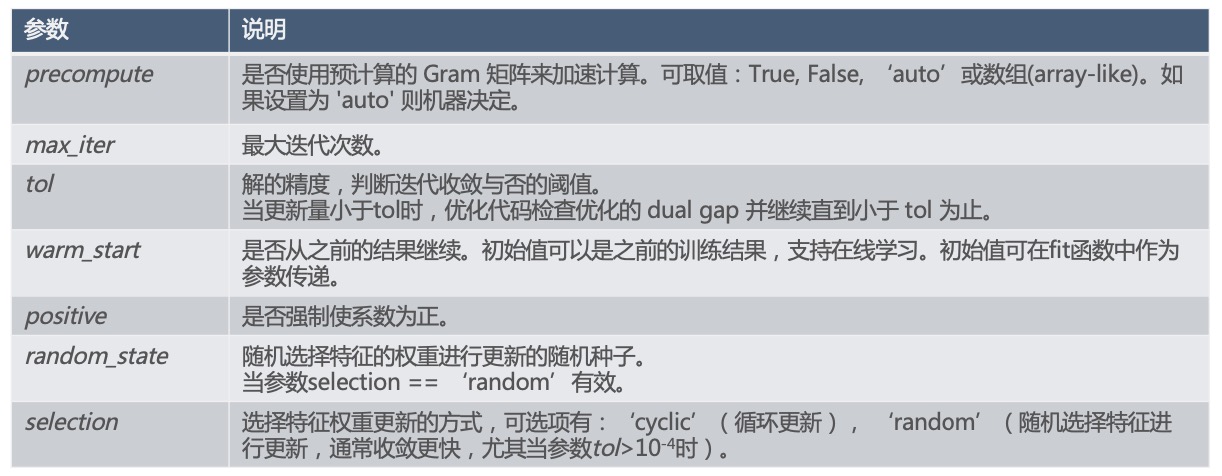 参数 说明
precompute 是否使用预计算的 Gram 矩阵来加速计算。可取值：True, False, ‘auto’或数组(array-like)。如
果设置为 'auto' 则机器决定。
max_iter 最大迭代次数。
tol 解的精度，判断迭代收敛与否的阈值。
当更新量小于tol时，优化代码检查优化的 dual gap 并继续直到小于 tol 为止。
warm_start 是否从之前的结果继续。初始值可以是之前的训练结果，支持在线学习。初始值可在fit函数中作为
参数传递。
positive 是否强制使系数为正。
random_state 随机选择特征的权重进行更新的随机种子。
当参数selection == ‘random’有效。
selection 选择特征权重更新的方式，可选项有：‘cyclic’（循环更新），‘random’（随机选择特征进
行更新，通常收敛更快，尤其当参数tol>10⁻⁴时）。